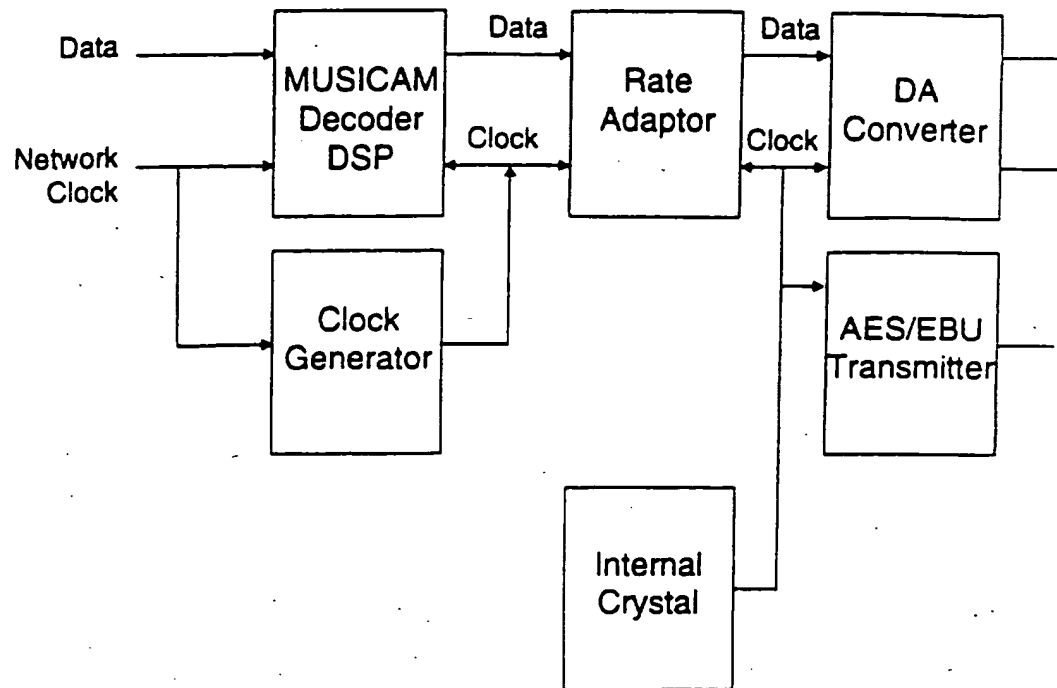 Data
Network
Clock
MUSICAM
Decoder
DSP
Data
Clock
Rate
Adaptor
Data
Clock
DA
Converter
Clock
Generator
AES/EBU
Transmitter
Internal
Crystal